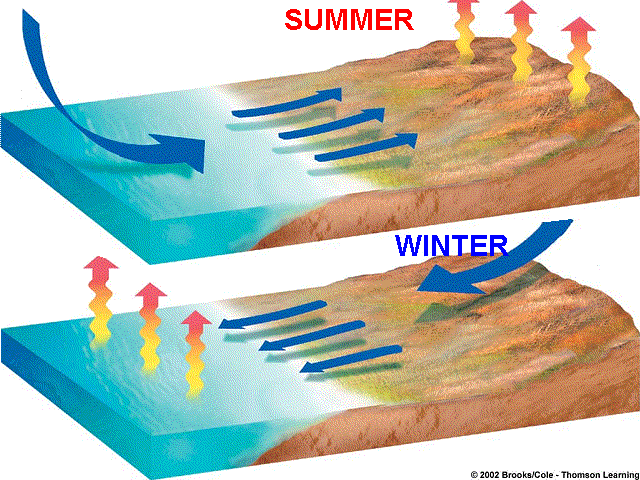 SUMMER
WINTER
© 2002 Brooks/Cole - Thomson Learning